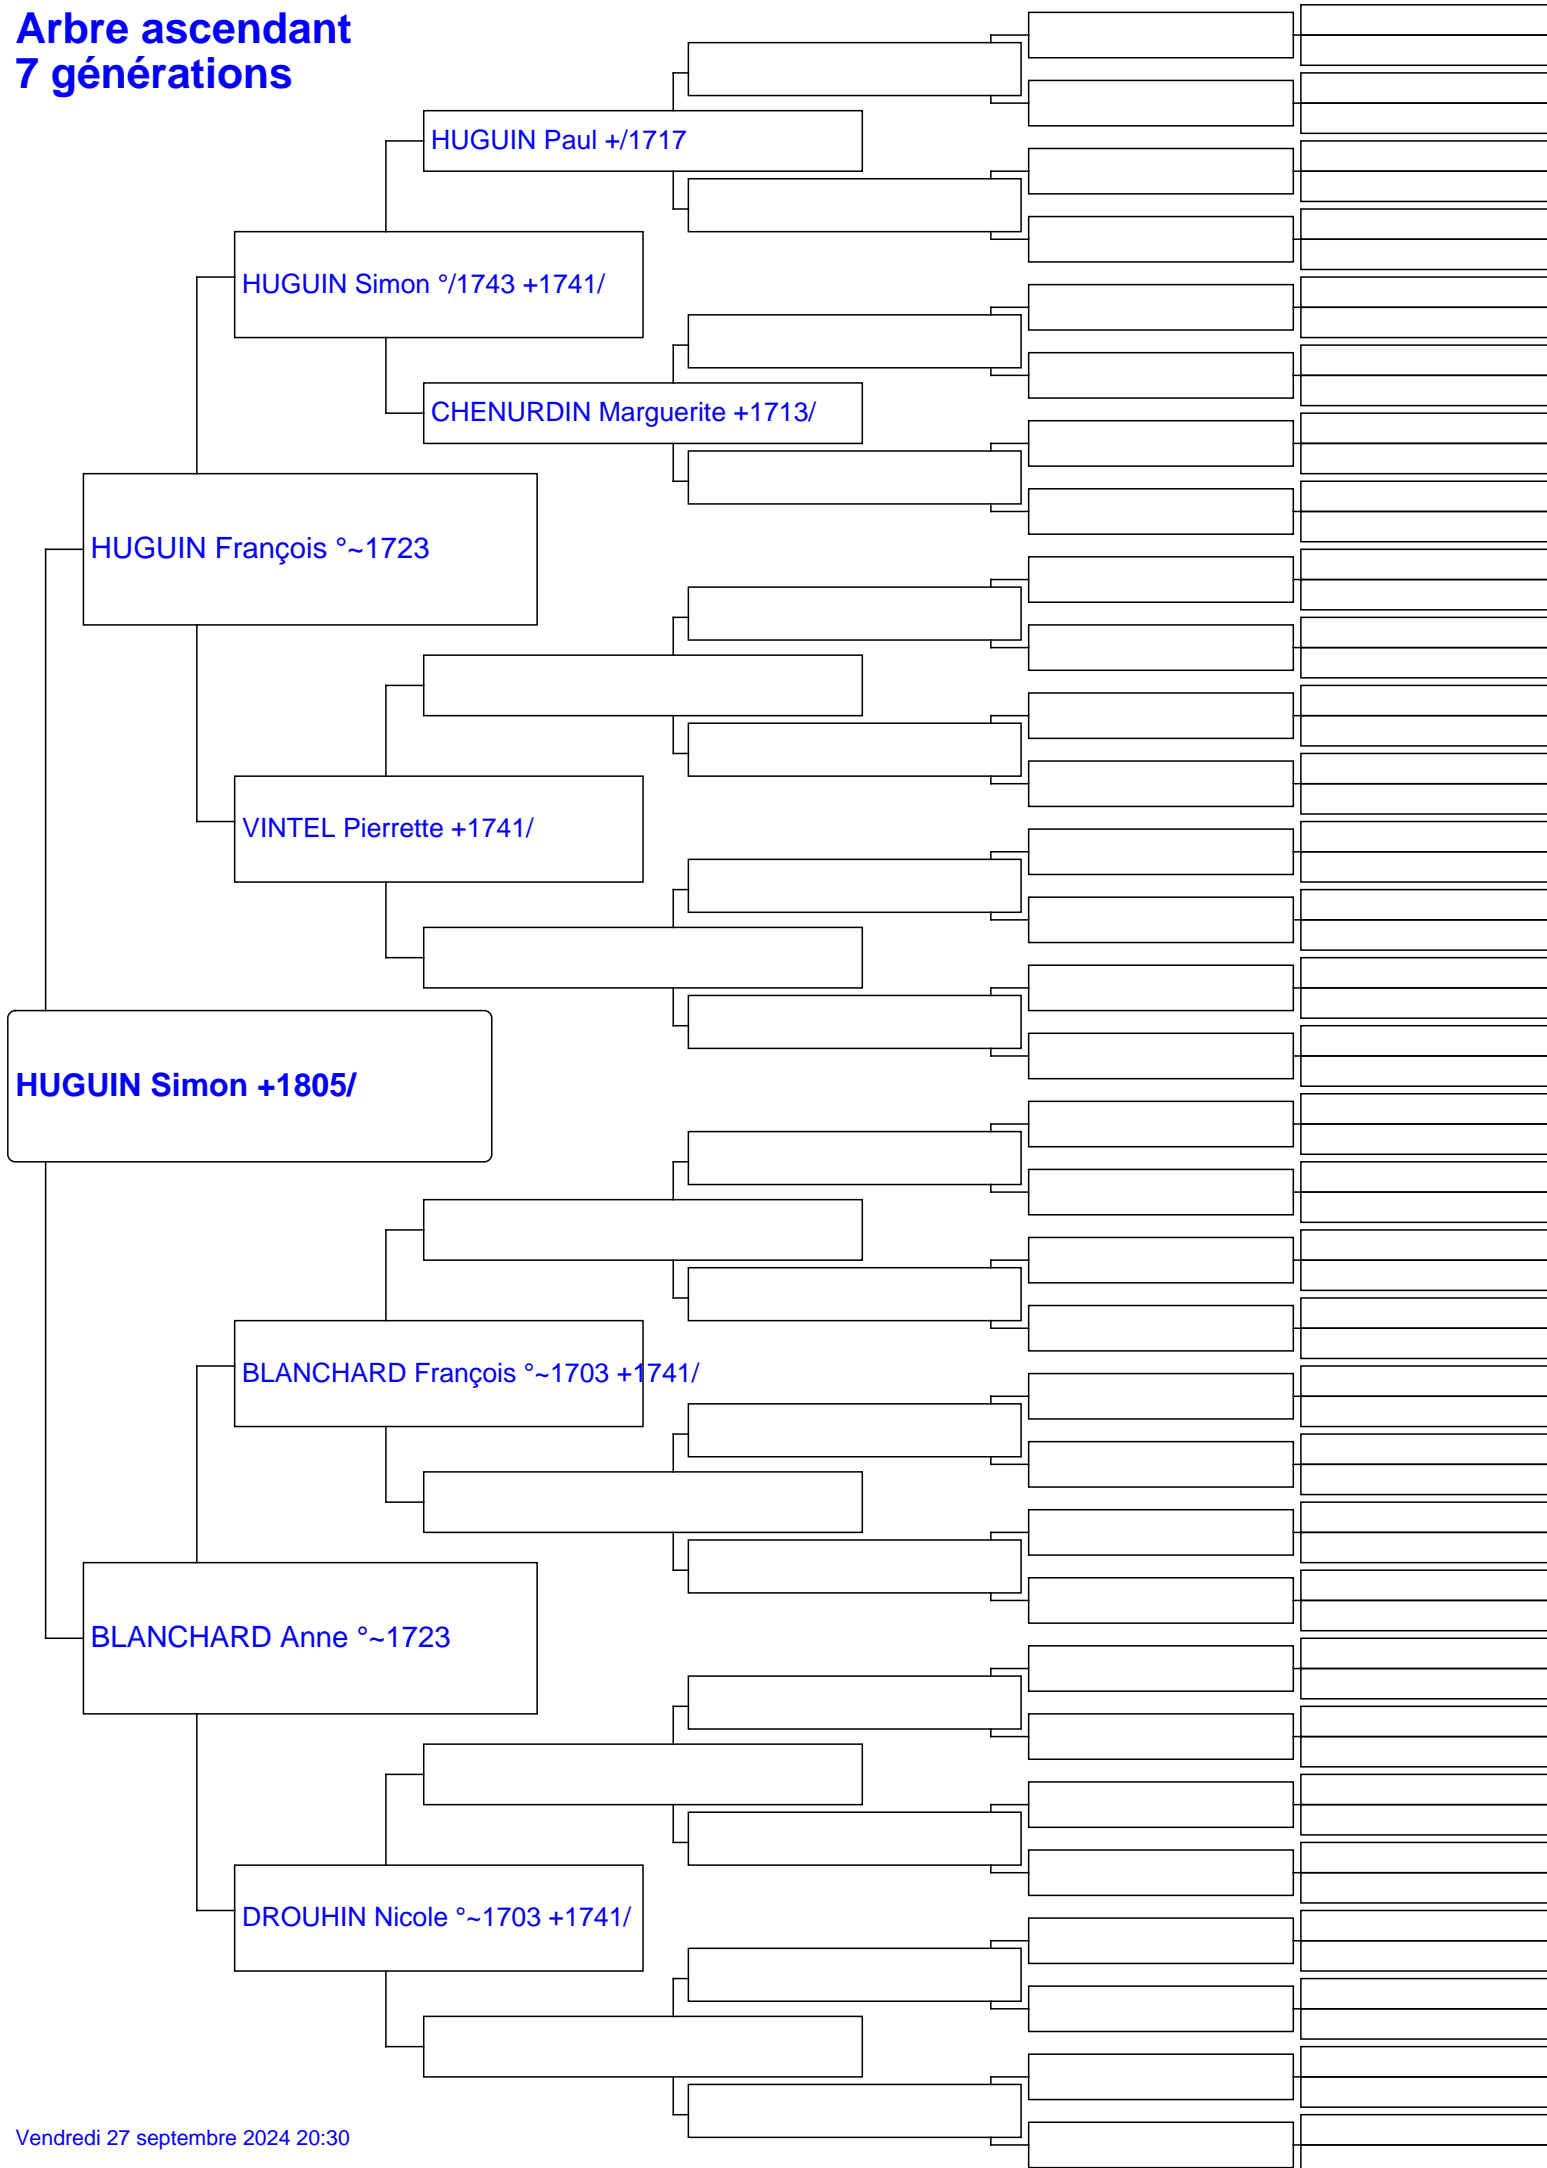 Arbre ascendant
7 générations
HUGUIN Paul +/1717
HUGUIN Simon °/1743 +1741/
CHENURDIN Marguerite +1713/
HUGUIN François °~1723
VINTEL Pierrette +1741/
HUGUIN Simon +1805/
BLANCHARD François °~1703 +1741/
BLANCHARD Anne °~1723
DROUHIN Nicole °~1703 +1741/
Vendredi 27 septembre 2024 20:30